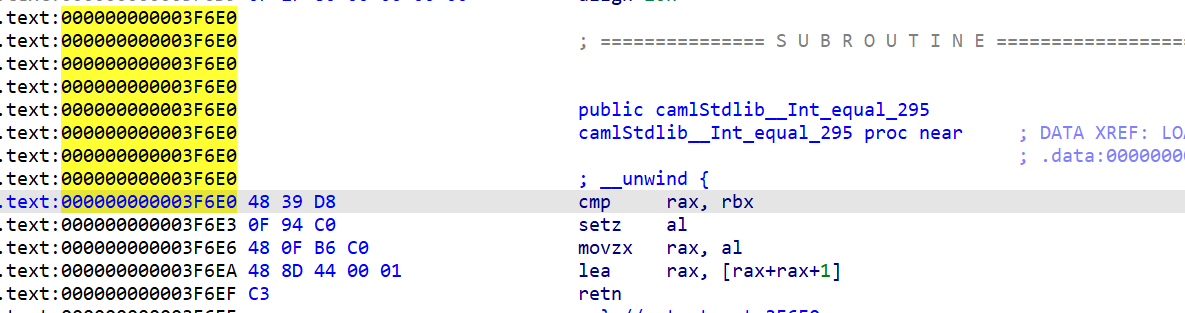 .text:000000000003F6E0
.text:000000000003F6E0 ; =============== S U B R O U T I N E =================
.text:000000000003F6E0
.text:000000000003F6E0
.text:000000000003F6E0 public camlStdlib__Int_equal_295
.text:000000000003F6E0 camlStdlib__Int_equal_295 proc near ; DATA XREF: LOA
.text:000000000003F6E0 ; .data:0000000
.text:000000000003F6E0 ; __unwind {
.text:000000000003F6E0 48 39 D8 cmp rax, rbx
.text:000000000003F6E3 0F 94 C0 setz al
.text:000000000003F6E6 48 0F B6 C0 movzx rax, al
.text:000000000003F6EA 48 8D 44 00 01 lea rax, [rax+rax+1]
.text:000000000003F6EF C3 retn